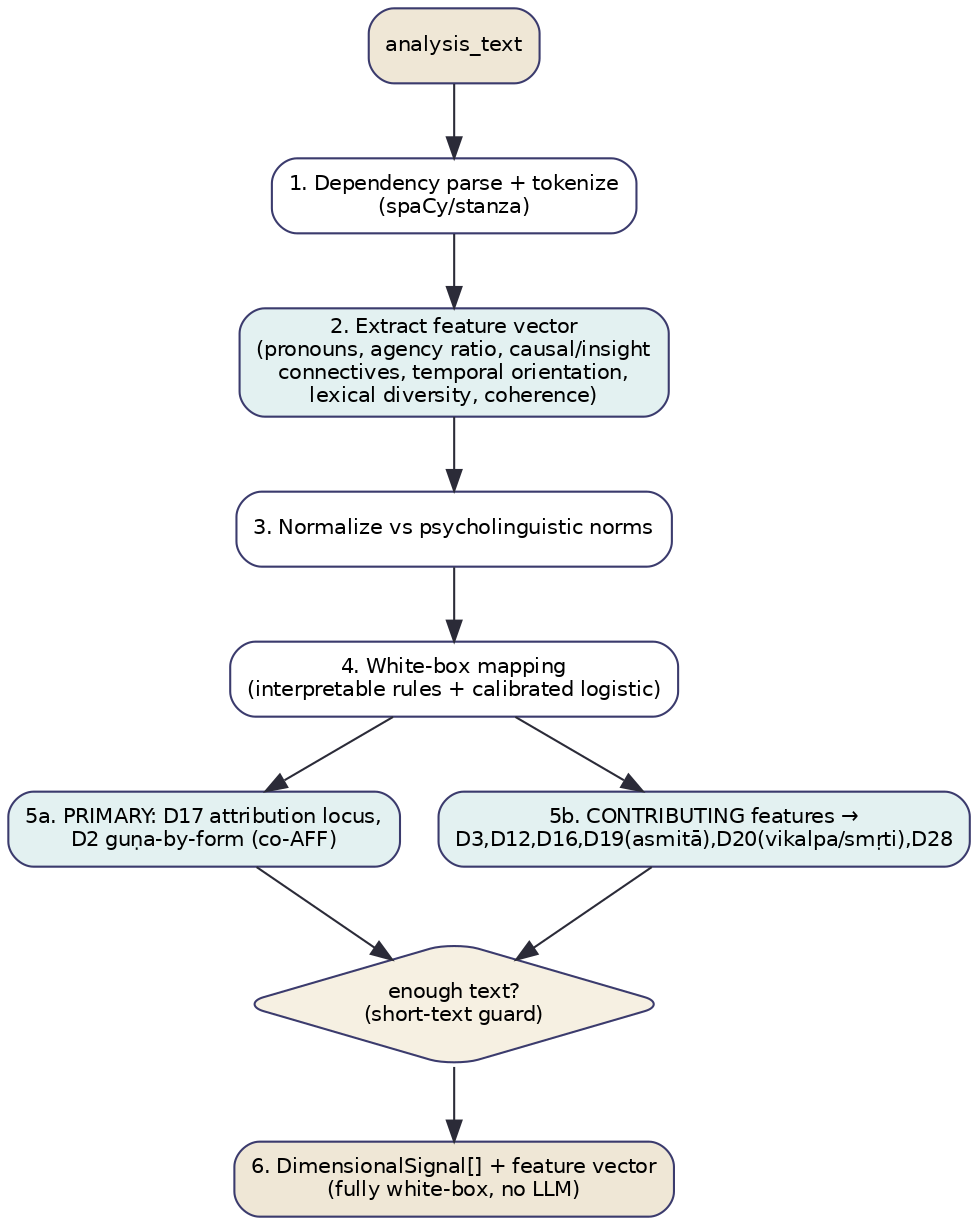 analysis_text
1. Dependency parse + tokenize
(spaCy/stanza)
2. Extract feature vector
(pronouns, agency ratio, causal/insight
connectives, temporal orientation,
lexical diversity, coherence)
3. Normalize vs psycholinguistic norms
4. White-box mapping
(interpretable rules + calibrated logistic)
5a. PRIMARY: D17 attribution locus,
D2 guṇa-by-form (co-AFF)
5b. CONTRIBUTING features →
D3,D12,D16,D19(asmitā),D20(vikalpa/smṛti),D28
enough text?
(short-text guard)
6. DimensionalSignal[] + feature vector
(fully white-box, no LLM)